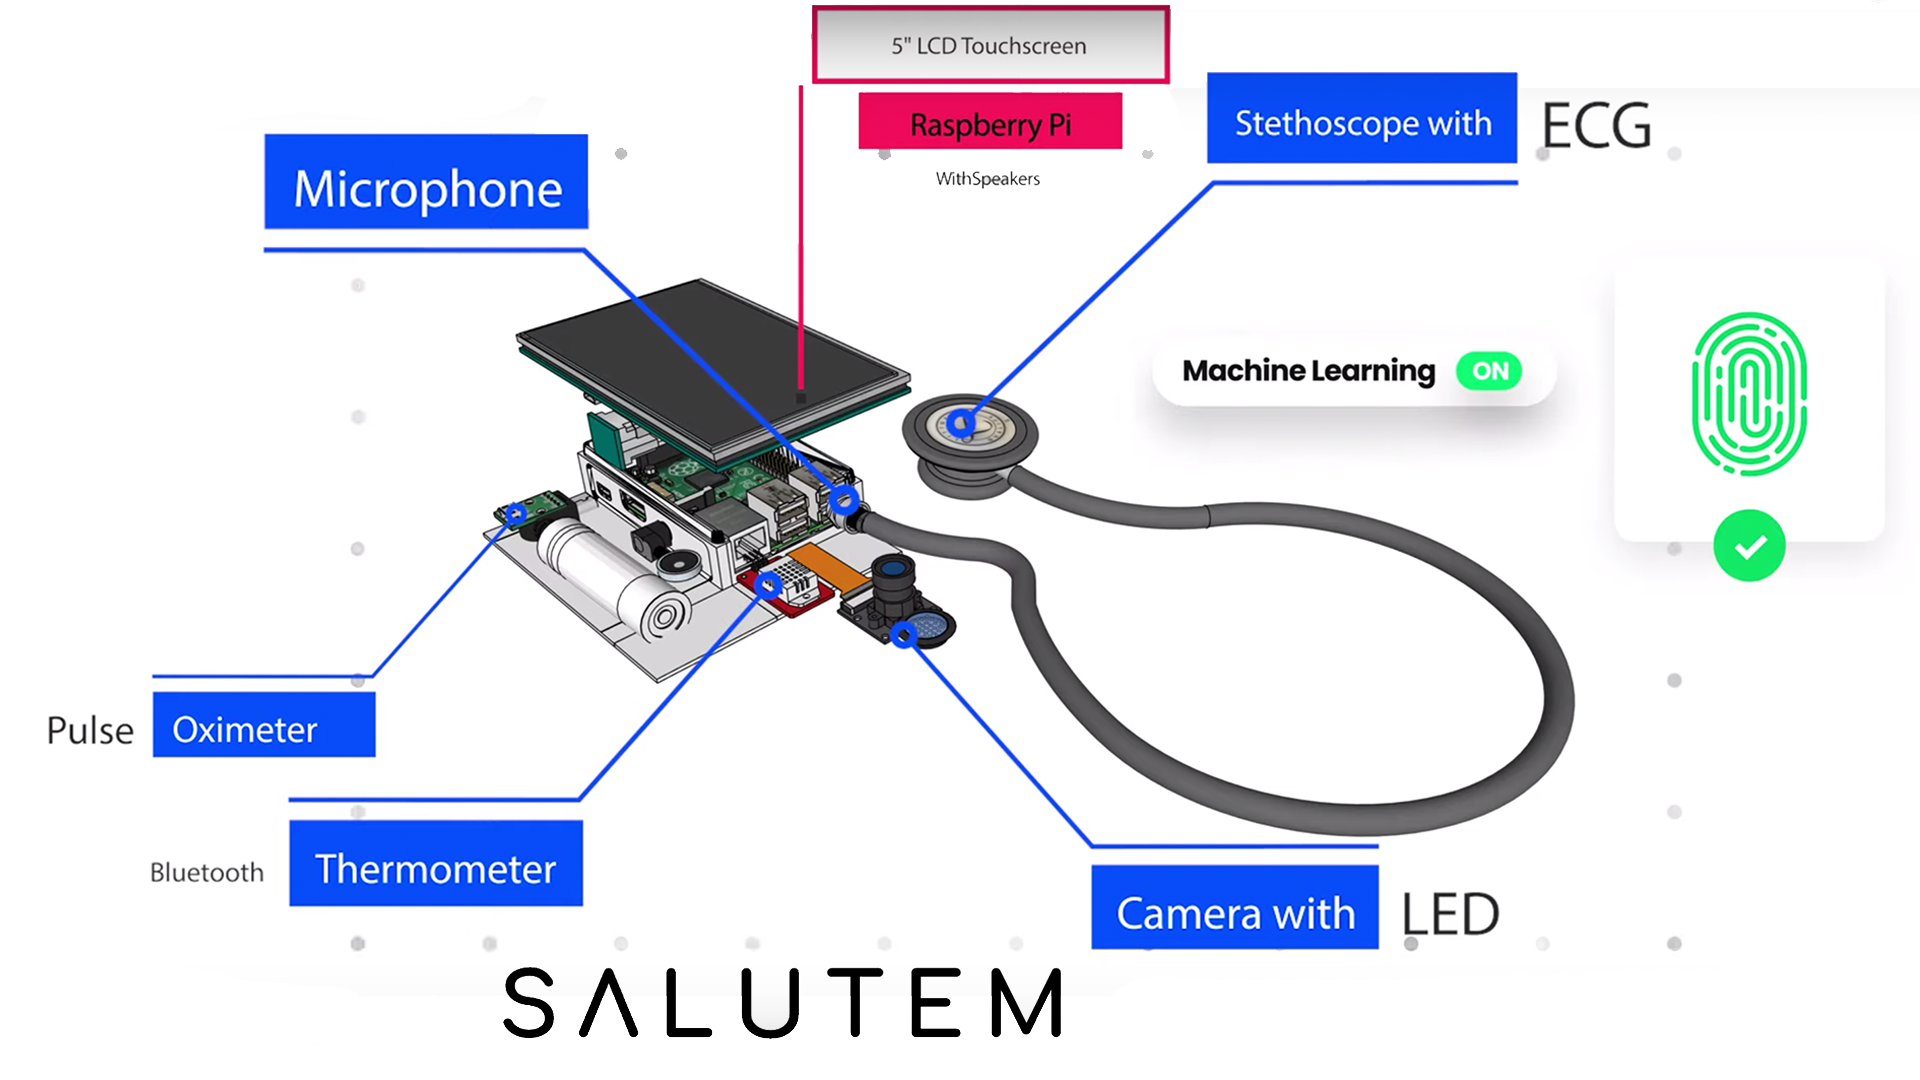 5" LCD Touchscreen
Raspberry Pi
WithSpeakers
Stethoscope with ECG
Microphone
Machine Learning ON
Pulse Oximeter
Bluetooth Thermometer
Camera with LED
SALUTEM